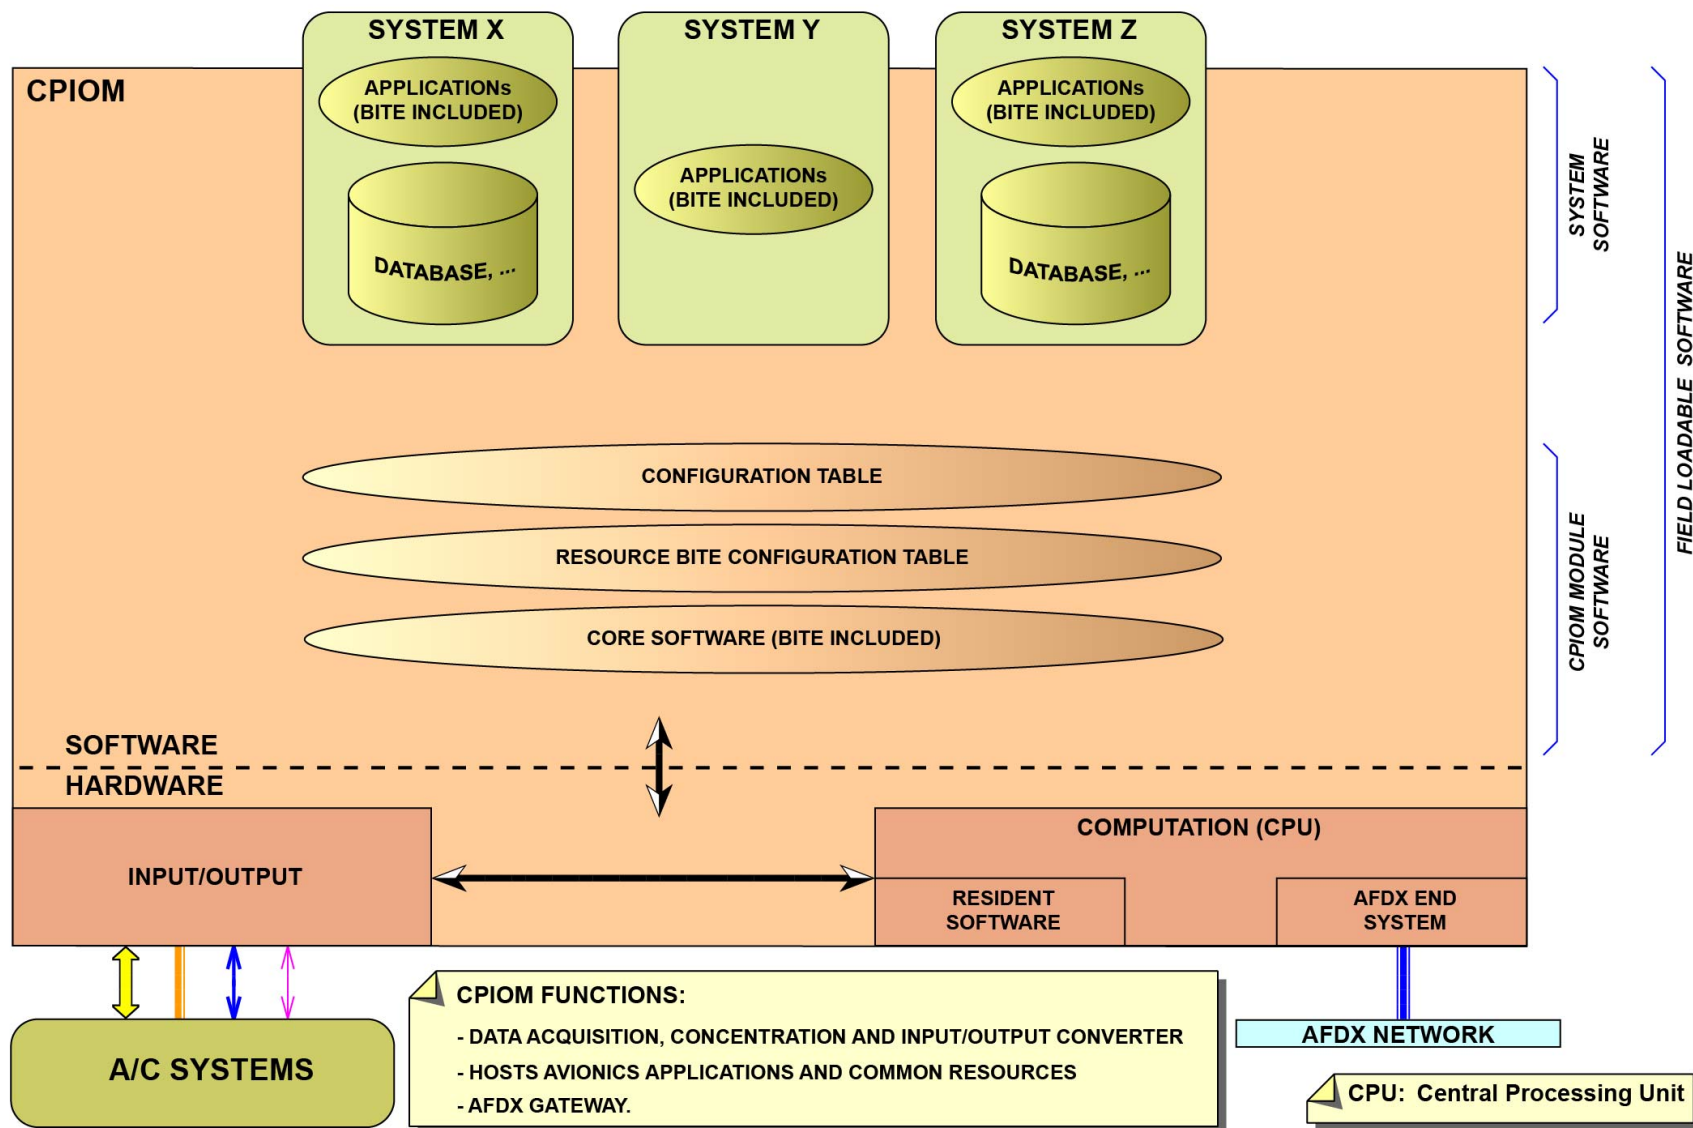 SYSTEM X
SYSTEM Y
SYSTEM Z
CPIOM
APPLICATIONs
(BITE INCLUDED)
APPLICATIONs
(BITE INCLUDED)
APPLICATIONs
(BITE INCLUDED)
DATABASE, ...
DATABASE, ...
SYSTEM
SOFTWARE
FIELD LOADABLE SOFTWARE
CONFIGURATION TABLE
RESOURCE BITE CONFIGURATION TABLE
CORE SOFTWARE (BITE INCLUDED)
CPIOM MODULE
SOFTWARE
SOFTWARE
HARDWARE
INPUT/OUTPUT
COMPUTATION (CPU)
RESIDENT
SOFTWARE
AFDX END
SYSTEM
A/C SYSTEMS
CPIOM FUNCTIONS:
- DATA ACQUISITION, CONCENTRATION AND INPUT/OUTPUT CONVERTER
- HOSTS AVIONICS APPLICATIONS AND COMMON RESOURCES
- AFDX GATEWAY.
AFDX NETWORK
CPU: Central Processing Unit